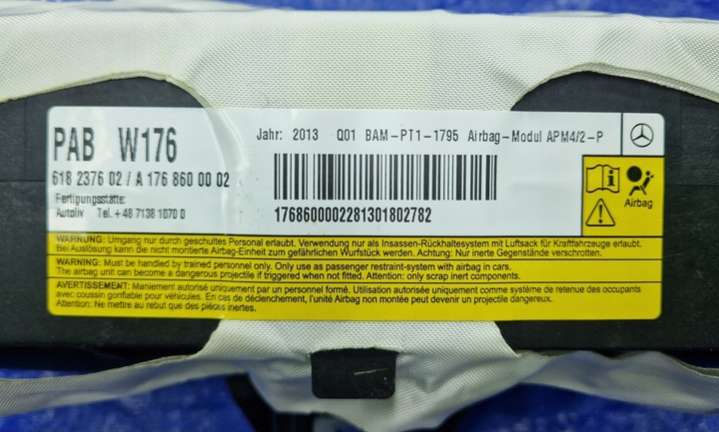 PAB W176
Jahr: 2013 Q01 BAM-PT1-1795 Airbag-Modul APM4/2-P
618 2376 02 / A 176 860 00 02
Fertigungsstätte:
Autoliv Tel. +48 7138 1070 0
1768600002281301802782
Airbag
WARNUNG: Umgang nur durch geschultes Personal erlaubt. Verwendung nur als Insassen-Rückhaltesystem mit Luftsack für Kraftfahrzeuge erlaubt.
Bei Auslösung kann die nicht montierte Airbag-Einheit zum gefährlichen Wurfstück werden. Achtung: Nur inerte Gegenstände verschrotten.
WARNING: Must be handled by trained personnel only. Only use as passenger restraint-system with airbag in cars.
The airbag unit can become a dangerous projectile if triggered when not fitted. Attention: only scrap inert components.
AVERTISSEMENT: Maniement autorisé uniquement par un personnel formé. Utilisation autorisée uniquement comme système de retenue des occupants
avec coussin gonflable pour véhicules. En cas de déclenchement, l'unité Airbag non montée peut devenir un projectile dangereux.
Attention: Ne mettre au rebut que des pièces inertes.